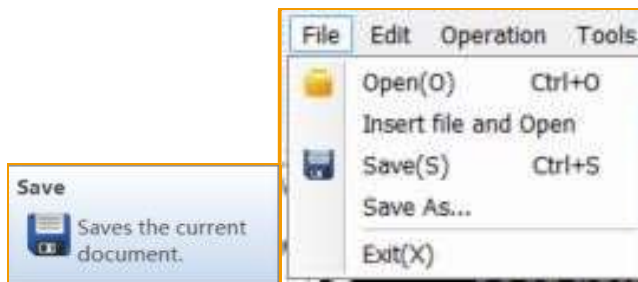 File Edit Operation Tools
Open(O) Ctrl+O
Insert file and Open
Save(S) Ctrl+S
Save As...
Exit(X)
Save
Saves the current
document.